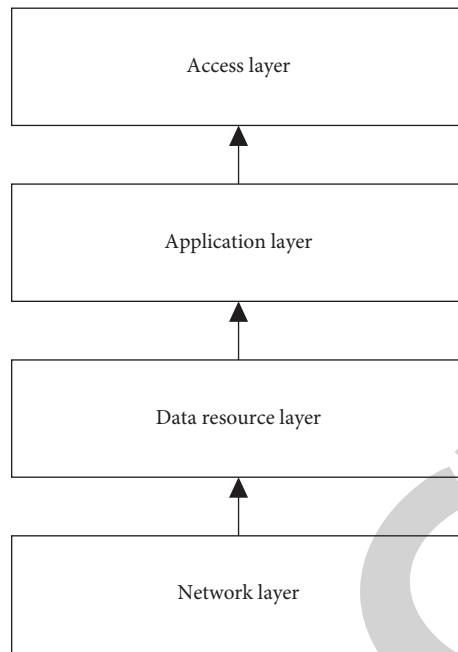 Access layer
Application layer
Data resource layer
Network layer